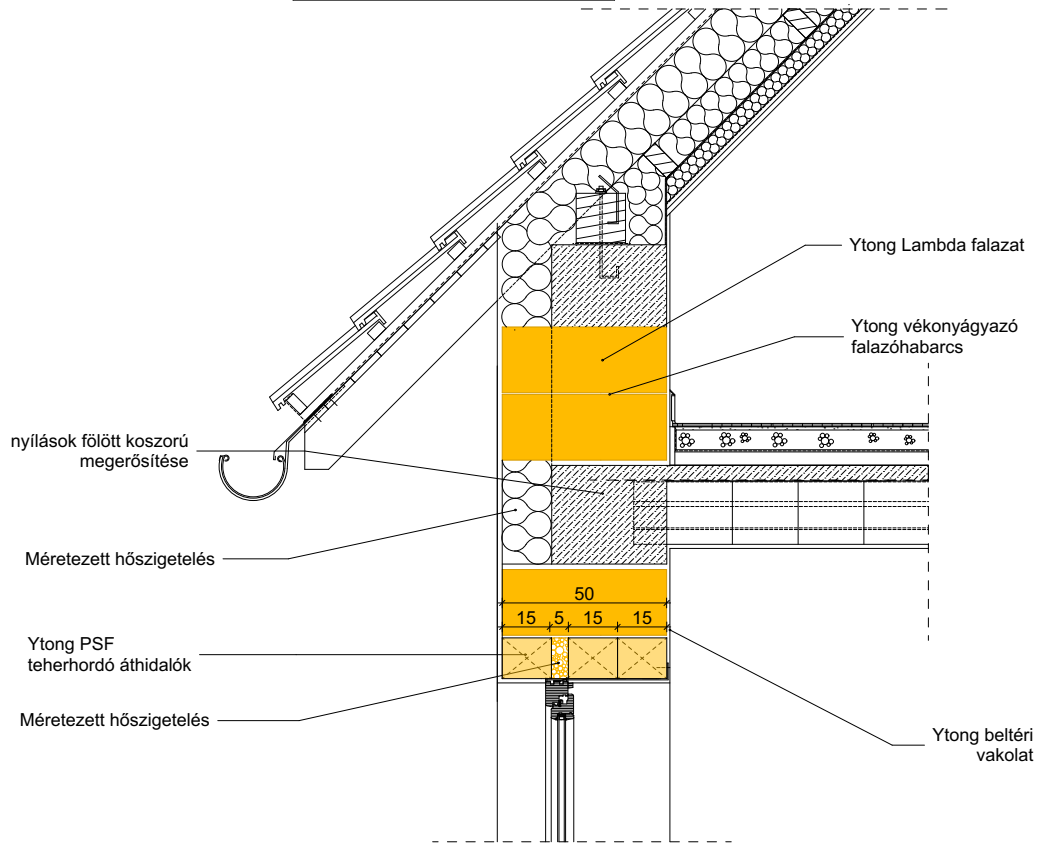 Ytong Lambda falazat
Ytong vékonyágyazó
falazóhabarcs
nyílások fölött koszorú
megerősítése
Méretezett hőszigetelés
50
15 5 15 15
Ytong PSF
teherhordó áthidalók
Méretezett hőszigetelés
Ytong beltéri
vakolat